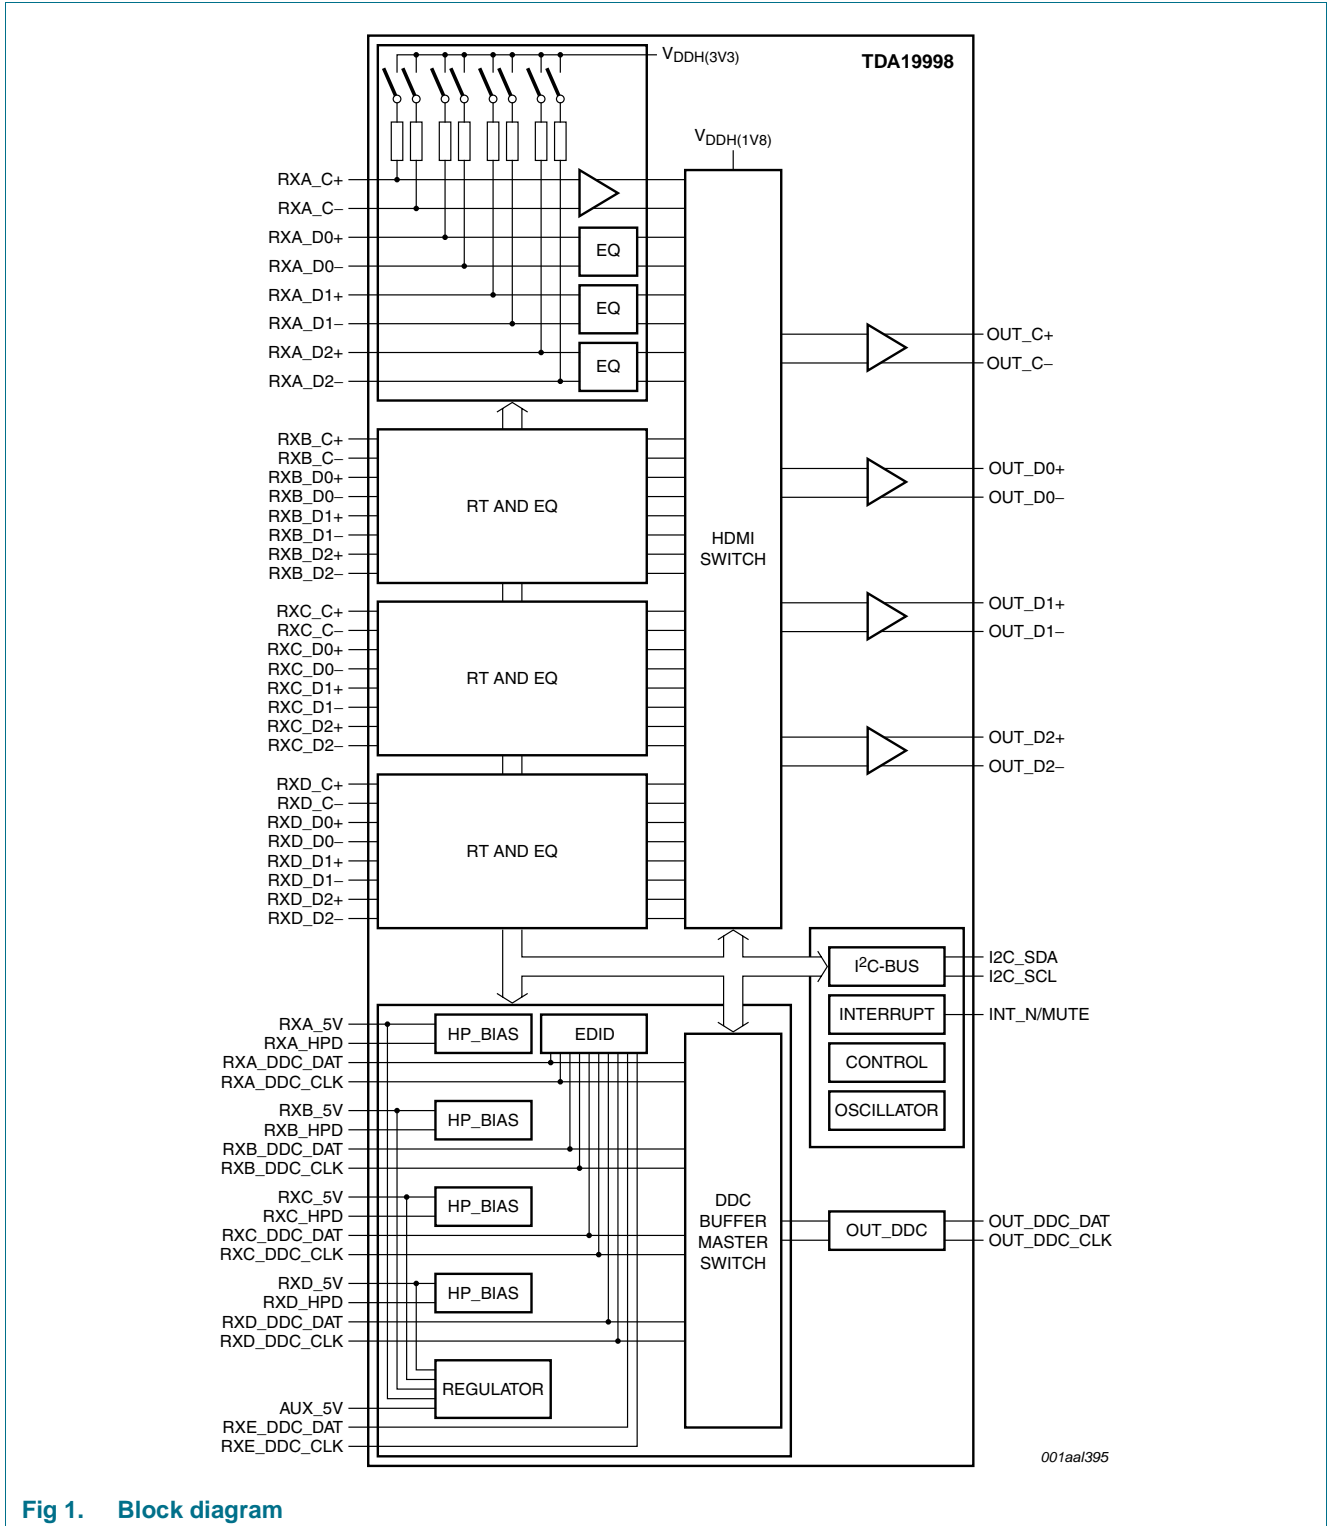 TDA19998
VDDH(3V3)
VDDH(1V8)
RXA_C+
RXA_C−
RXA_D0+
RXA_D0−
RXA_D1+
RXA_D1−
RXA_D2+
RXA_D2−
EQ
EQ
EQ
RXB_C+
RXB_C−
RXB_D0+
RXB_D0−
RXB_D1+
RXB_D1−
RXB_D2+
RXB_D2−
RT AND EQ
RXC_C+
RXC_C−
RXC_D0+
RXC_D0−
RXC_D1+
RXC_D1−
RXC_D2+
RXC_D2−
RT AND EQ
RXD_C+
RXD_C−
RXD_D0+
RXD_D0−
RXD_D1+
RXD_D1−
RXD_D2+
RXD_D2−
RT AND EQ
HDMI
SWITCH
OUT_C+
OUT_C−
OUT_D0+
OUT_D0−
OUT_D1+
OUT_D1−
OUT_D2+
OUT_D2−
I2C-BUS
I2C_SDA
I2C_SCL
INTERRUPT
INT_N/MUTE
CONTROL
OSCILLATOR
RXA_5V
RXA_HPD
RXA_DDC_DAT
RXA_DDC_CLK
HP_BIAS
EDID
RXB_5V
RXB_HPD
RXB_DDC_DAT
RXB_DDC_CLK
HP_BIAS
RXC_5V
RXC_HPD
RXC_DDC_DAT
RXC_DDC_CLK
HP_BIAS
RXD_5V
RXD_HPD
RXD_DDC_DAT
RXD_DDC_CLK
HP_BIAS
REGULATOR
AUX_5V
RXE_DDC_DAT
RXE_DDC_CLK
DDC
BUFFER
MASTER
SWITCH
OUT_DDC
OUT_DDC_DAT
OUT_DDC_CLK
001aal395
Fig 1. Block diagram